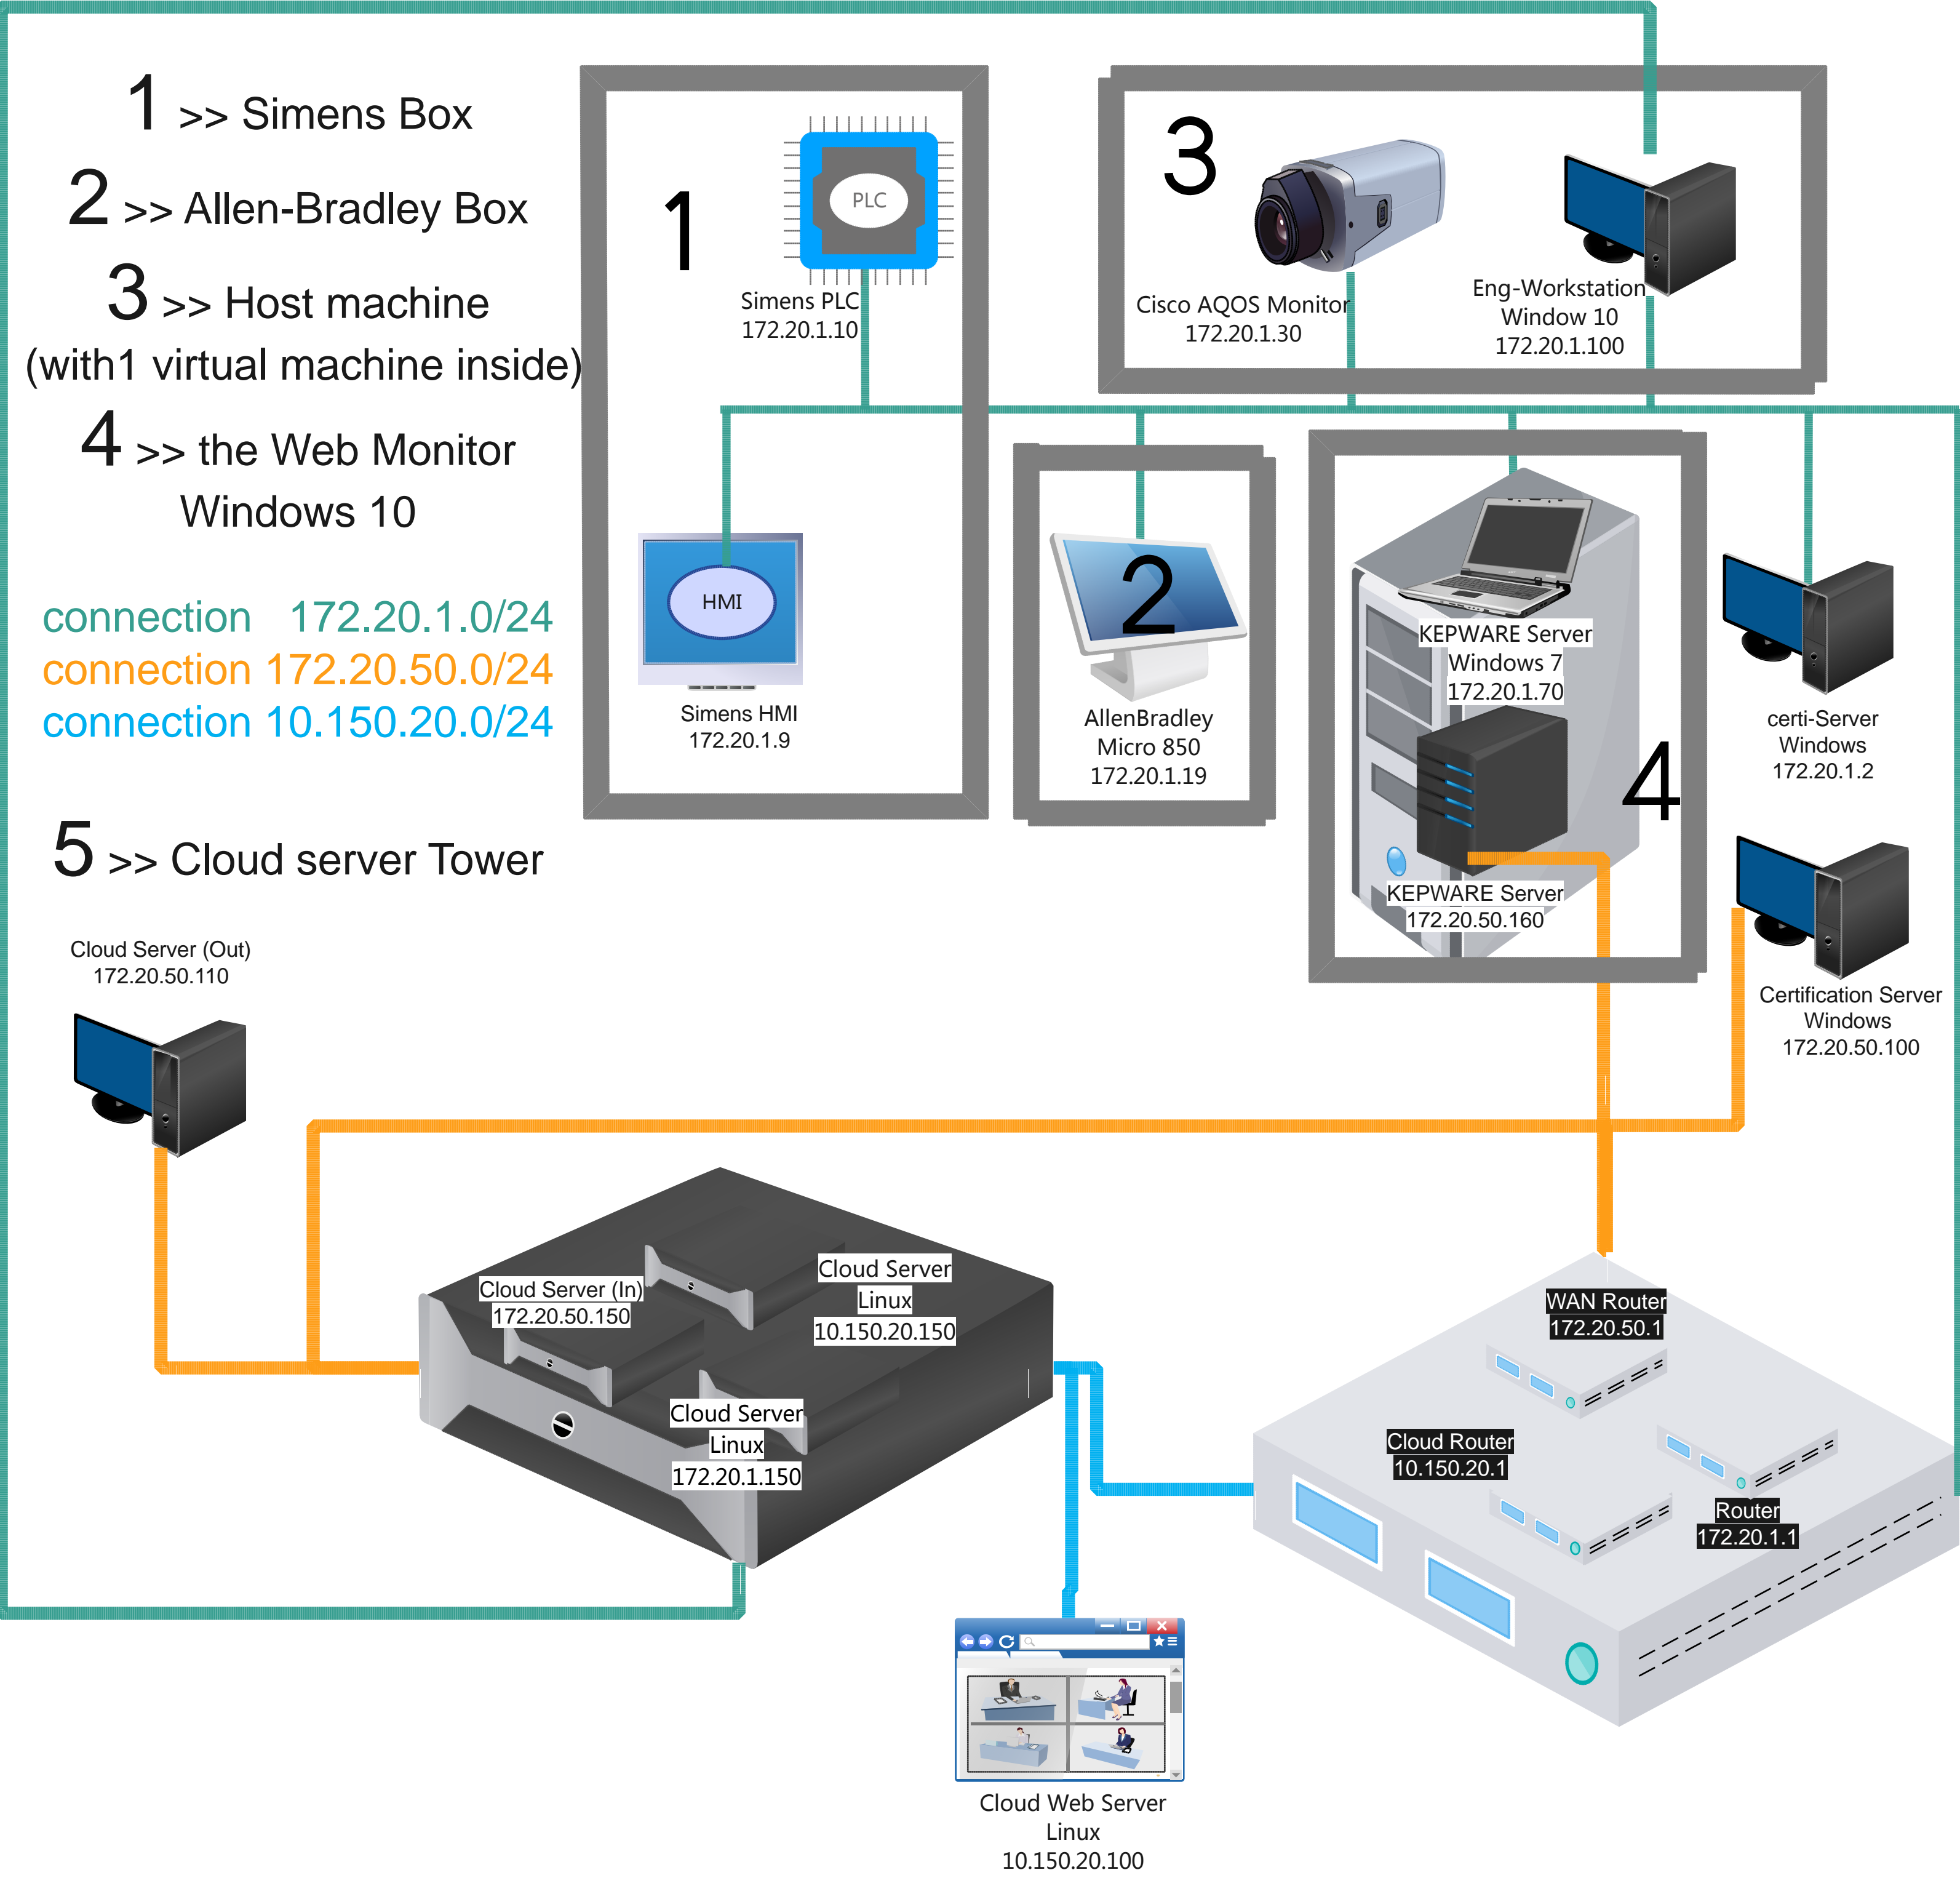 1 >> Simens Box
2 >> Allen-Bradley Box
3 >> Host machine
(with1 virtual machine inside)
4 >> the Web Monitor
Windows 10
connection 172.20.1.0/24
connection 172.20.50.0/24
connection 10.150.20.0/24
5 >> Cloud server Tower
1
PLC
Simens PLC
172.20.1.10
HMI
Simens HMI
172.20.1.9
3
Cisco AQOS Monitor
172.20.1.30
Eng-Workstation
Window 10
172.20.1.100
2
AllenBradley
Micro 850
172.20.1.19
KEPWARE Server
Windows 7
172.20.1.70
4
KEPWARE Server
172.20.50.160
certi-Server
Windows
172.20.1.2
Certification Server
Windows
172.20.50.100
Cloud Server (Out)
172.20.50.110
Cloud Server (In)
172.20.50.150
Cloud Server
Linux
10.150.20.150
Cloud Server
Linux
172.20.1.150
WAN Router
172.20.50.1
Cloud Router
10.150.20.1
Router
172.20.1.1
Cloud Web Server
Linux
10.150.20.100